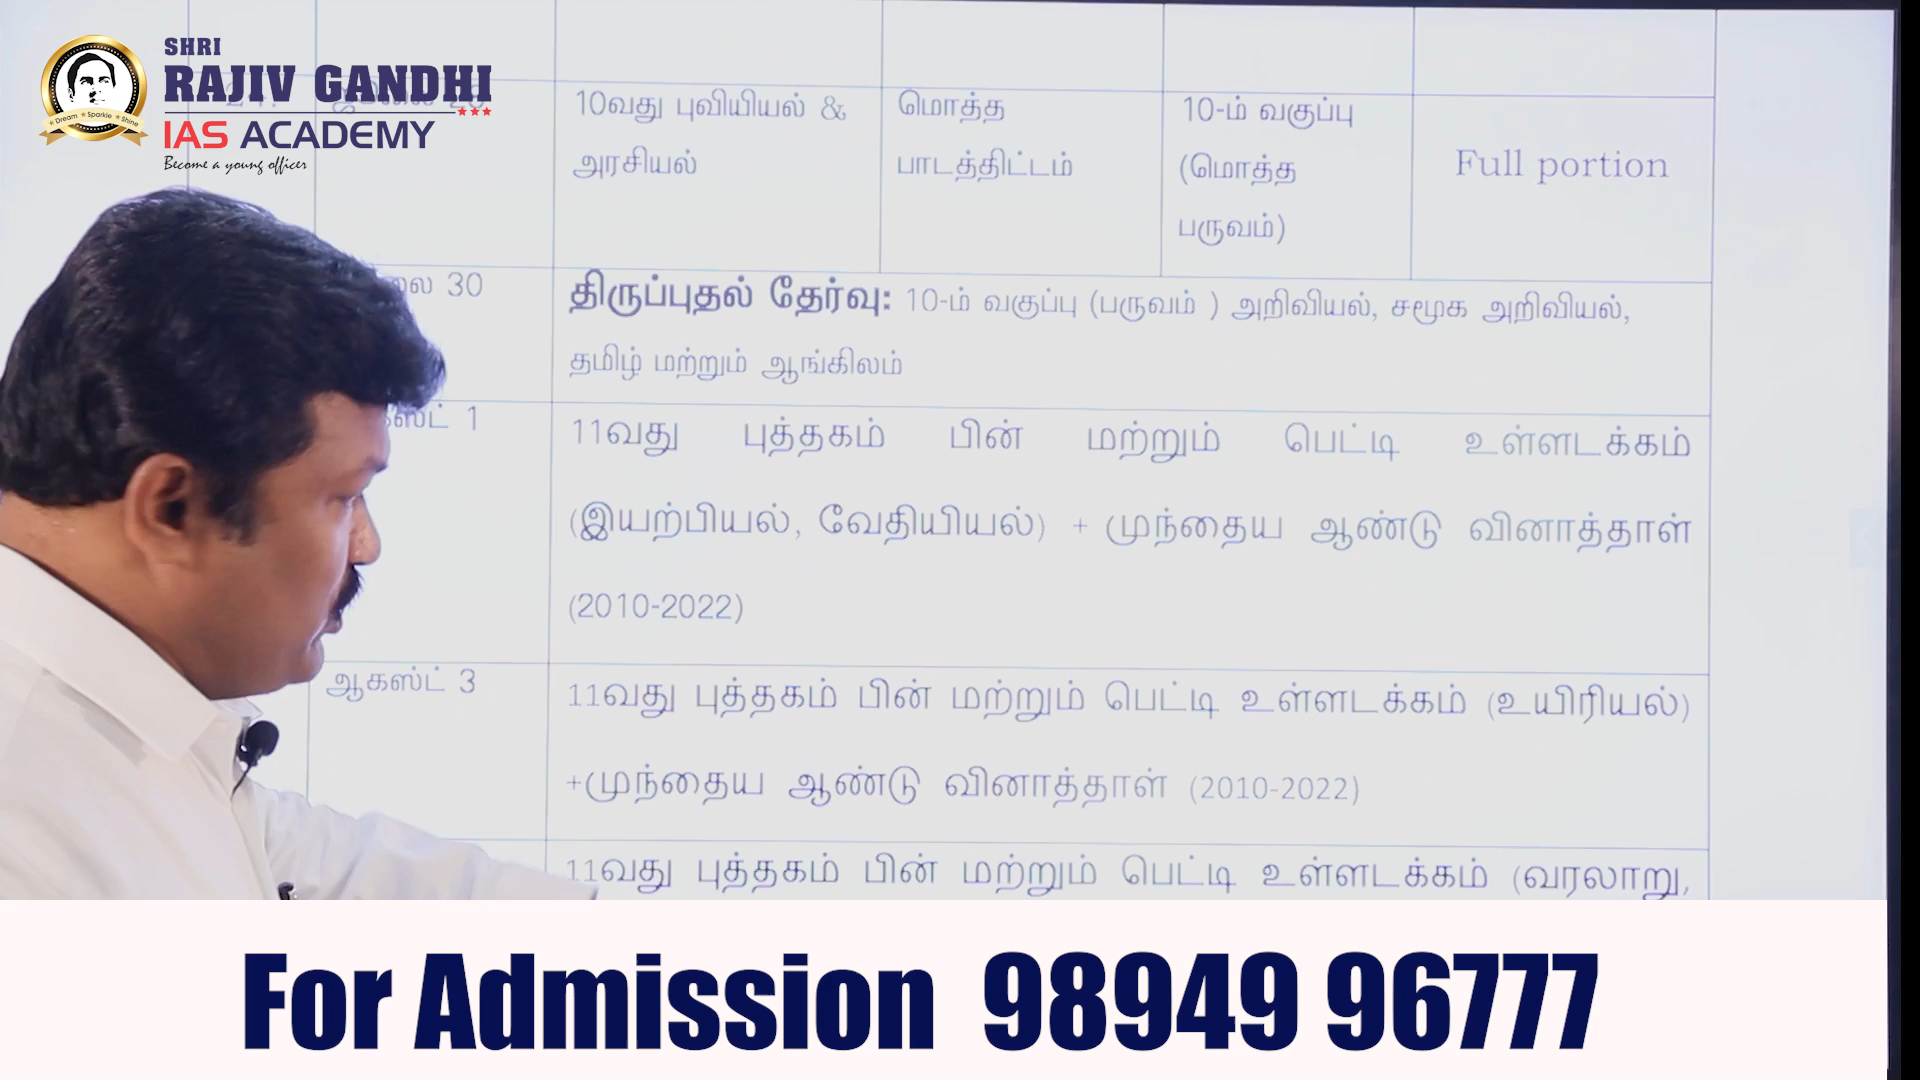 SHRI
RAJIV GANDHI
IAS ACADEMY
Become a young officer
Dream Sparkle Shine
10வது புவியியல் &
அரசியல்
மொத்த
பாடத்திட்டம்
10-ம் வகுப்பு
(மொத்த
பருவம்)
Full portion
30
திருப்புதல் தேர்வு: 10-ம் வகுப்பு (பருவம் ) அறிவியல், சமூக அறிவியல்,
தமிழ் மற்றும் ஆங்கிலம்
1
11வது புத்தகம் பின் மற்றும் பெட்டி உள்ளடக்கம்
(இயற்பியல், வேதியியல்) + முந்தைய ஆண்டு வினாத்தாள்
(2010-2022)
ஆகஸ்ட் 3
11வது புத்தகம் பின் மற்றும் பெட்டி உள்ளடக்கம் (உயிரியல்)
+முந்தைய ஆண்டு வினாத்தாள் (2010-2022)
11வது புத்தகம் பின் மற்றும் பெட்டி உள்ளடக்கம் (வரலாறு,
For Admission 98949 96777